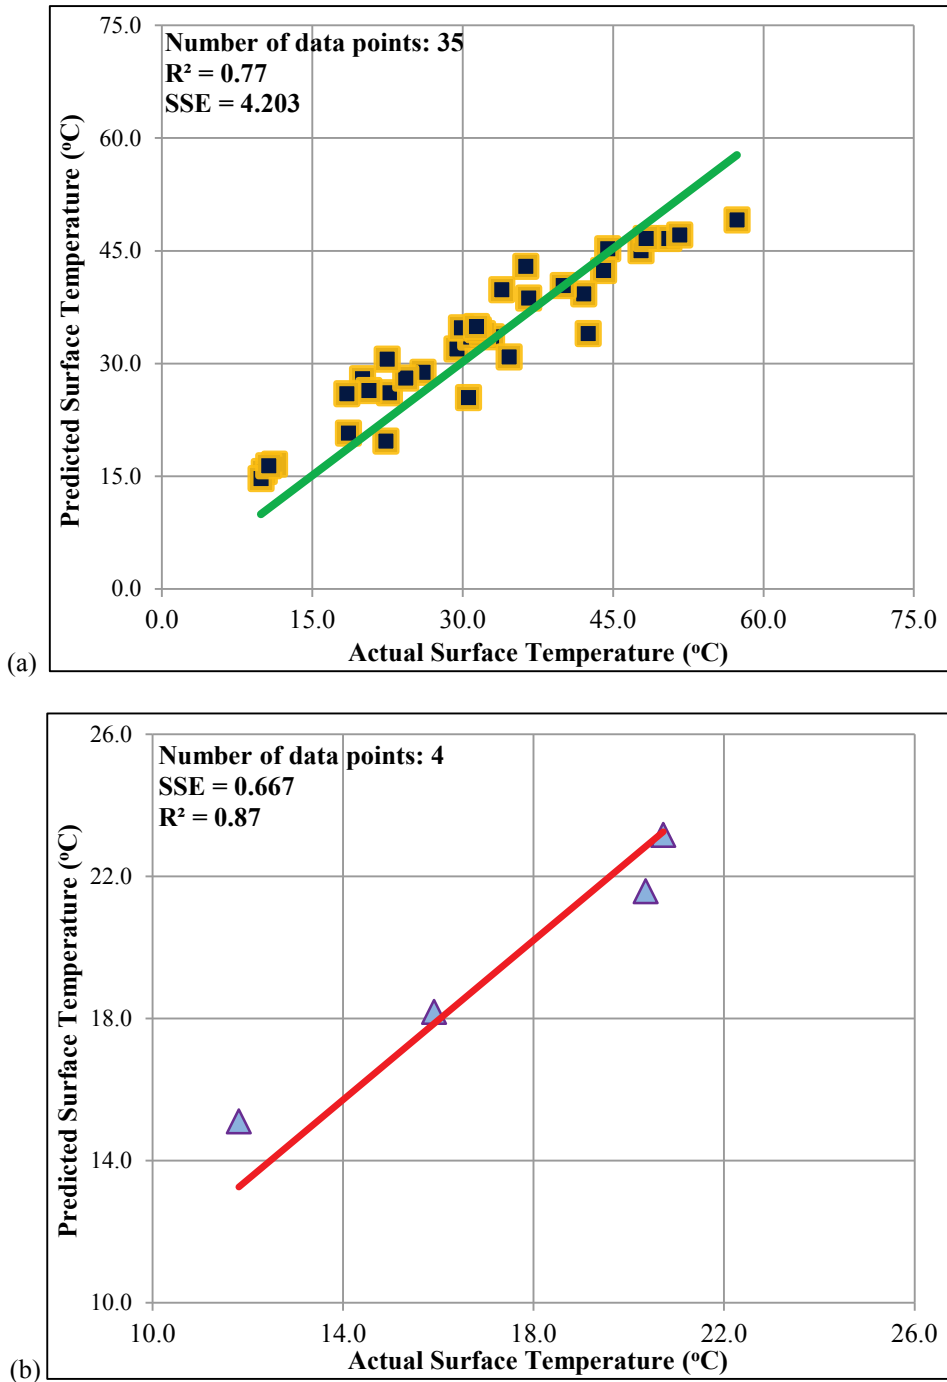 75.0
Number of data points: 35
R² = 0.77
SSE = 4.203
60.0
45.0
30.0
15.0
0.0
Predicted Surface Temperature (ºC)
0.0 15.0 30.0 45.0 60.0 75.0
Actual Surface Temperature (ºC)
(a)
26.0
Number of data points: 4
SSE = 0.667
R² = 0.87
22.0
18.0
14.0
10.0
Predicted Surface Temperature (ºC)
10.0 14.0 18.0 22.0 26.0
Actual Surface Temperature (ºC)
(b)